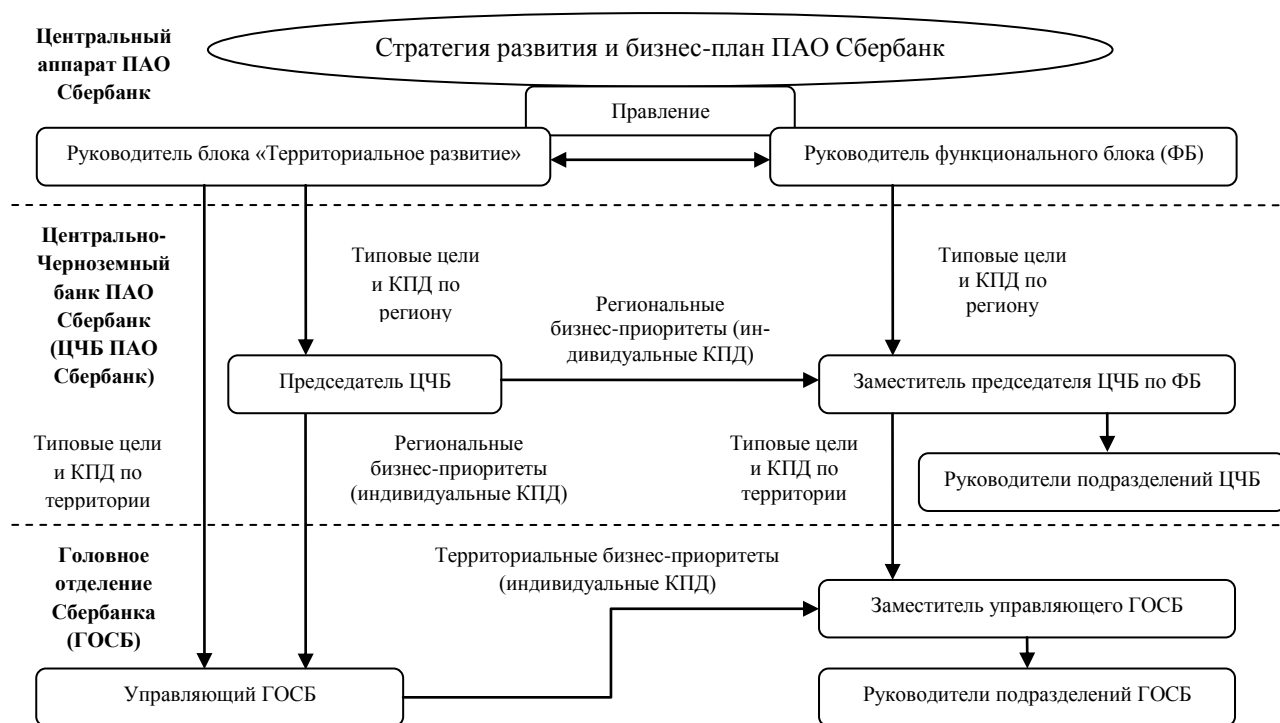 Центральный
аппарат ПАО
Сбербанк
Стратегия развития и бизнес-план ПАО Сбербанк
Правление
Руководитель блока «Территориальное развитие»
Руководитель функционального блока (ФБ)
Центрально-
Черноземный
банк ПАО
Сбербанк
(ЦЧБ ПАО
Сбербанк)
Типовые цели
и КПД по
региону
Региональные
бизнес-приоритеты (ин-
дивидуальные КПД)
Типовые цели
и КПД по
региону
Председатель ЦЧБ
Заместитель председателя ЦЧБ по ФБ
Типовые цели
и КПД по
территории
Региональные
бизнес-приоритеты
(индивидуальные КПД)
Типовые цели
и КПД по
территории
Руководители подразделений ЦЧБ
Головное
отделение
Сбербанка
(ГОСБ)
Территориальные бизнес-приоритеты
(индивидуальные КПД)
Заместитель управляющего ГОСБ
Управляющий ГОСБ
Руководители подразделений ГОСБ